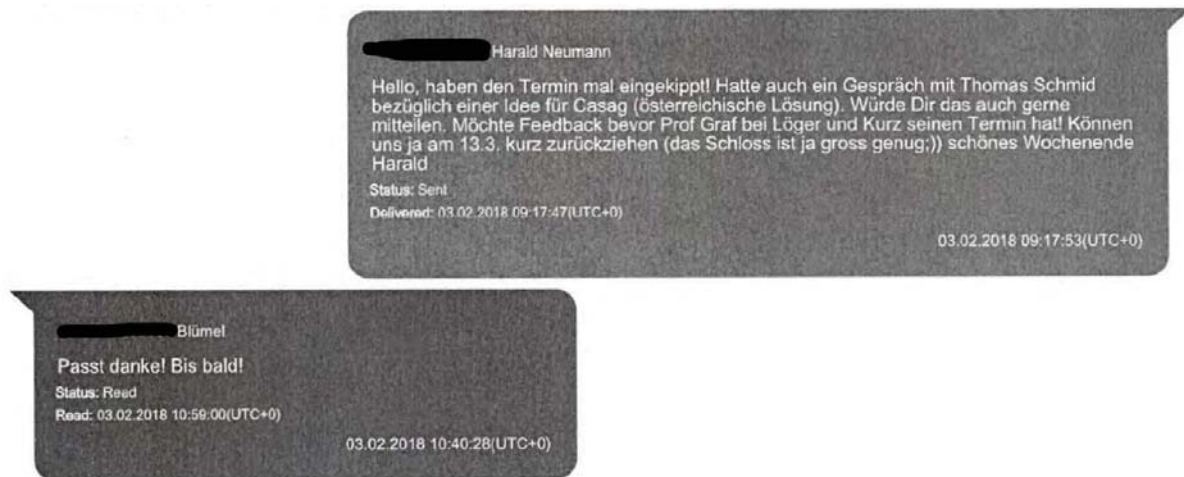 Harald Neumann
Hello, haben den Termin mal eingekippt! Hatte auch ein Gespräch mit Thomas Schmid
bezüglich einer Idee für Casag (österreichische Lösung). Würde Dir das auch gerne
mitteilen. Möchte Feedback bevor Prof Graf bei Löger und Kurz seinen Termin hat! Können
uns ja am 13.3. kurz zurückziehen (das Schloss ist ja gross genug;)) schönes Wochenende
Harald
Status: Sent
Delivered: 03.02.2018 09:17:47(UTC+0)
03.02.2018 09:17:53(UTC+0)
Blümel
Passt danke! Bis bald!
Status: Read
Read: 03.02.2018 10:59:00(UTC+0)
03.02.2018 10:40:28(UTC+0)